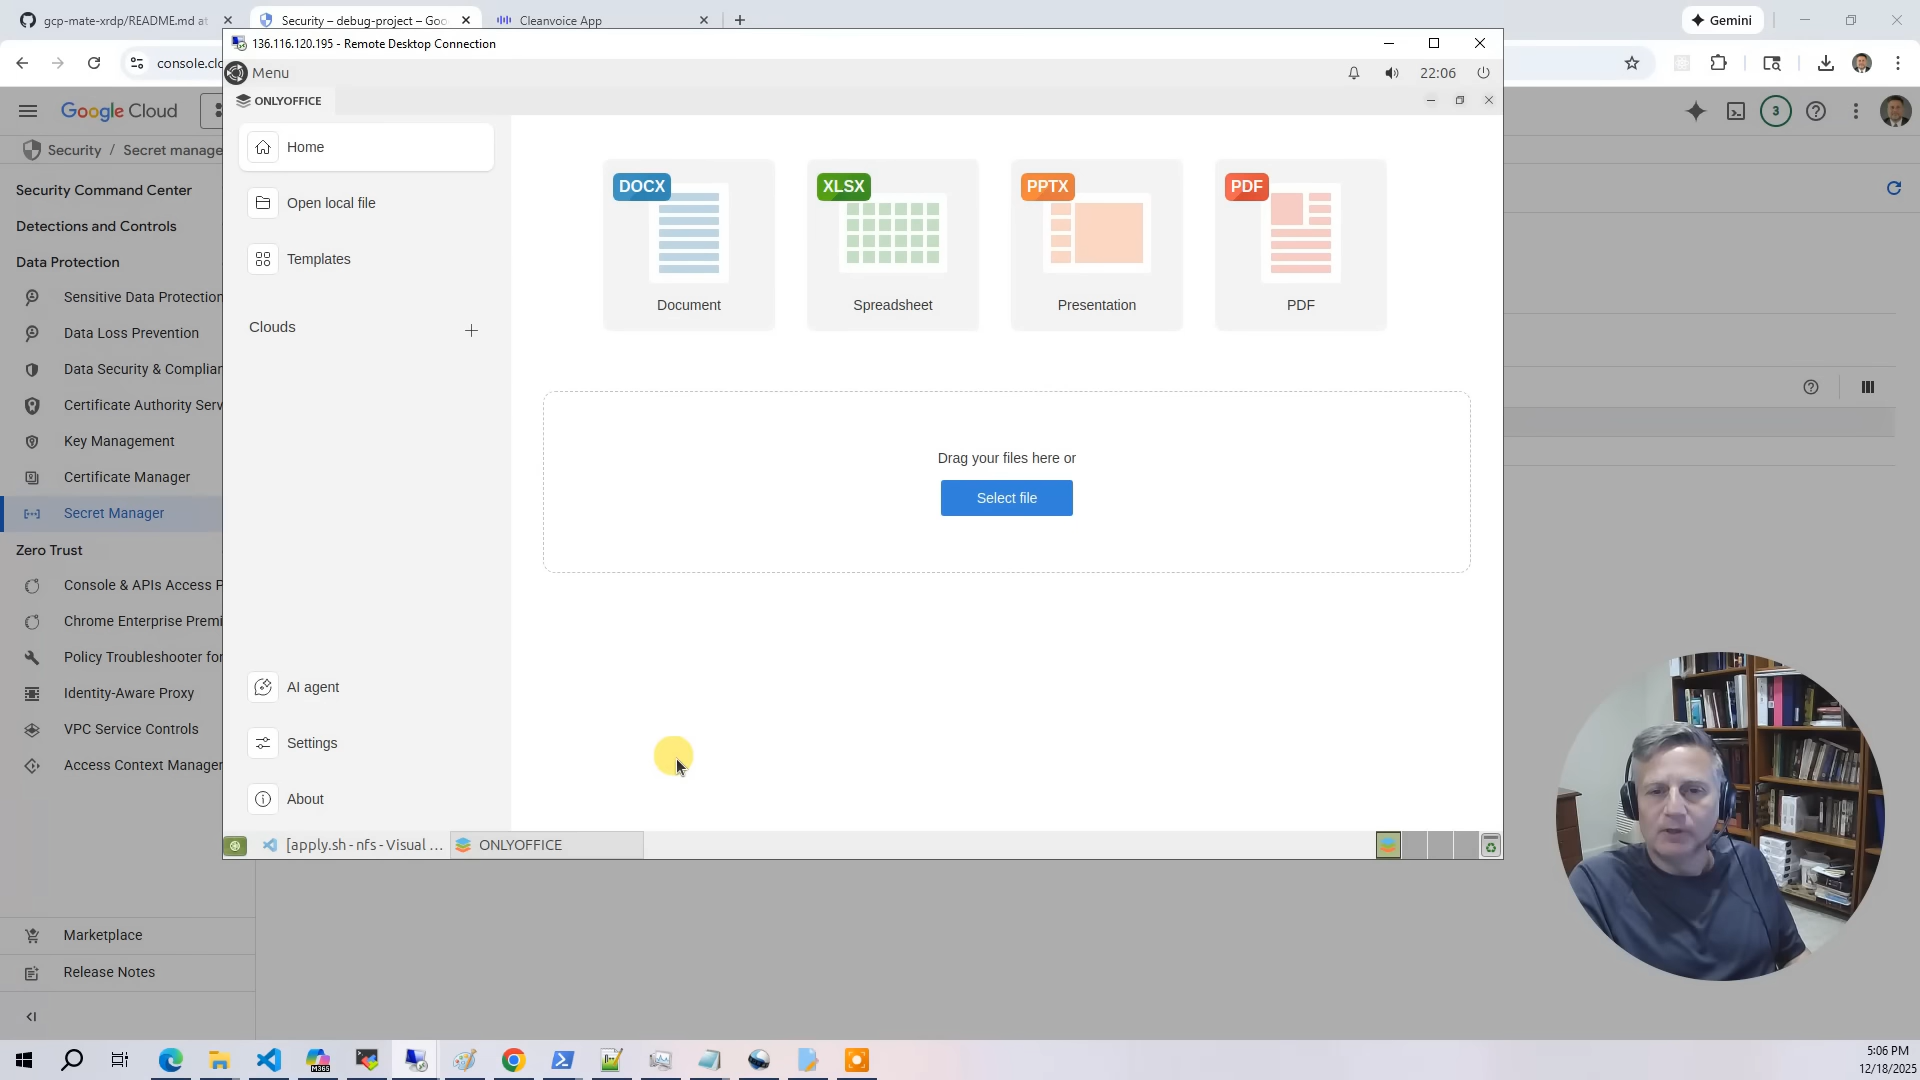 gcp-mate-xrdp/README.md at
Security – debug-project – Goo
Cleanvoice App
Gemini
136.116.120.195 - Remote Desktop Connection
console.clo
Menu
22:06
Google Cloud
3
ONLYOFFICE
Security / Secret manage
Security Command Center
Detections and Controls
Data Protection
Sensitive Data Protection
Data Loss Prevention
Data Security & Complian
Certificate Authority Serv
Key Management
Certificate Manager
Secret Manager
Zero Trust
Console & APIs Access P
Chrome Enterprise Premi
Policy Troubleshooter for
Identity-Aware Proxy
VPC Service Controls
Access Context Manager
Marketplace
Release Notes
Home
Open local file
Templates
Clouds
AI agent
Settings
About
DOCX
Document
XLSX
Spreadsheet
PPTX
Presentation
PDF
PDF
Drag your files here or
Select file
[apply.sh - nfs - Visual ...
ONLYOFFICE
M365
5:06 PM
12/18/2025